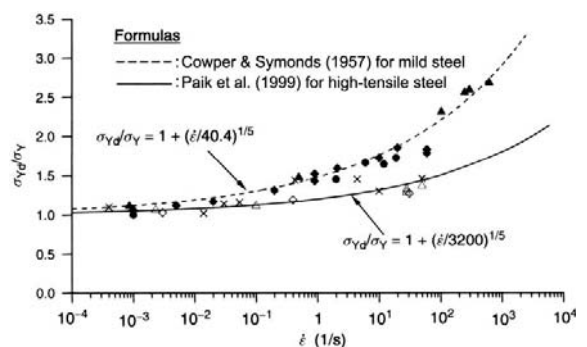 Formulas
: Cowper & Symonds (1957) for mild steel
: Paik et al. (1999) for high-tensile steel
σYd/σY = 1 + (ε̇/40.4)^1/5
σYd/σY = 1 + (ε̇/3200)^1/5
σYd/σY
3.5
3.0
2.5
2.0
1.5
1.0
0.5
0.0
10^-4 10^-3 10^-2 10^-1 1 10^1 10^2 10^3 10^4
ε̇ (1/s)